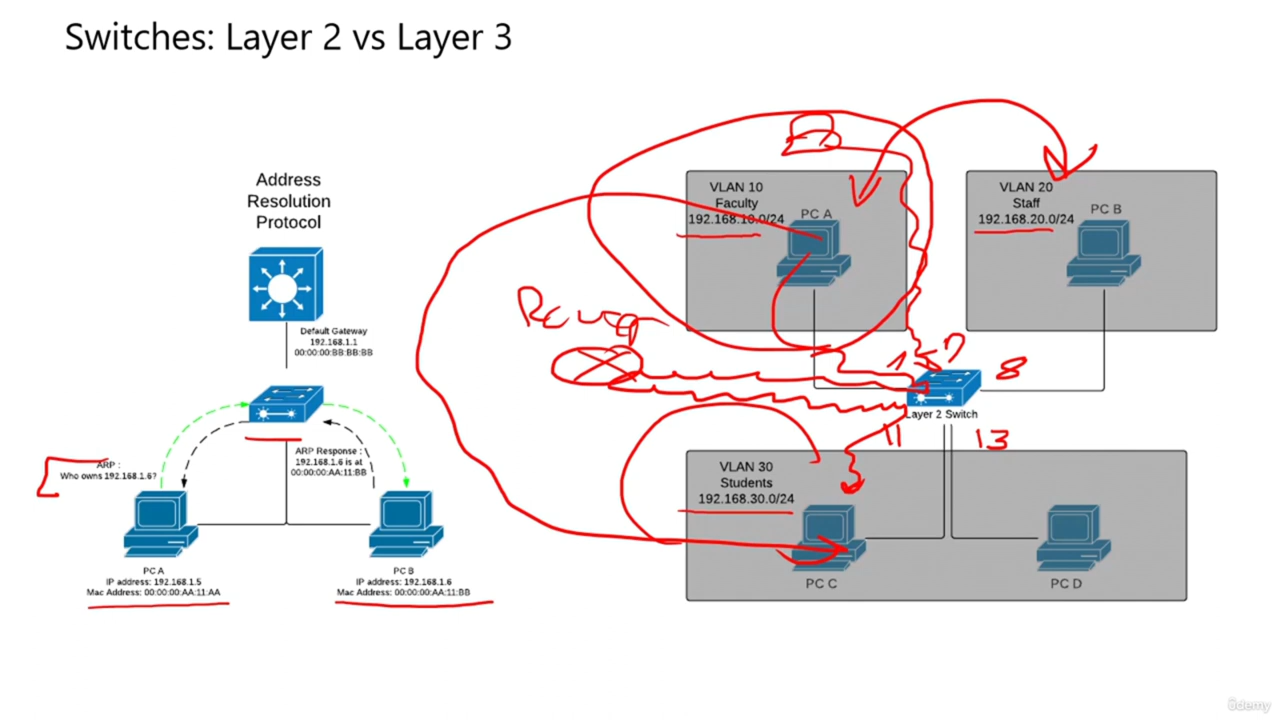 Switches: Layer 2 vs Layer 3
Address
Resolution
Protocol
Default Gateway
192.168.1.1
00:00:00:BB:BB:BB
ARP :
Who owns 192.168.1.6?
ARP Response :
192.168.1.6 is at
00:00:00:AA:11:BB
PC A
IP address: 192.168.1.5
Mac Address: 00:00:00:AA:11:AA
PC B
IP address: 192.168.1.6
Mac Address: 00:00:00:AA:11:BB
VLAN 10
Faculty
192.168.10.0/24
PC A
VLAN 20
Staff
192.168.20.0/24
PC B
8
Layer 2 Switch
11
13
VLAN 30
Students
192.168.30.0/24
PC C
PC D
ûdemy